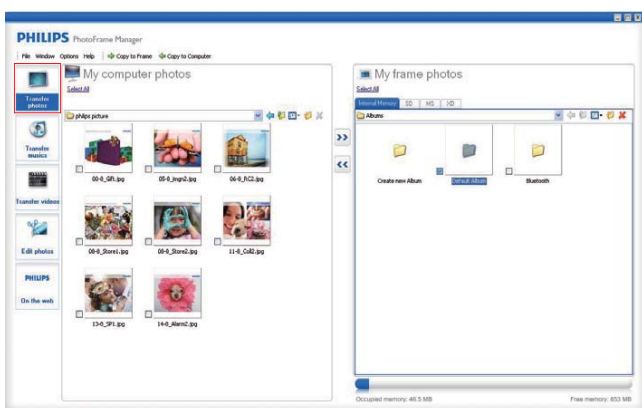 PHILIPS PhotoFrame Manager
File Window Options Help Copy to Frame Copy to Computer
Transfer photos
Transfer musics
Transfer videos
Edit photos
PHILIPS
On the web
My computer photos
Select All
philips picture
00-0_Gift.jpg 05-0_imgn2.jpg 06-0_RC2.jpg
08-0_Store1.jpg 08-0_Store2.jpg 11-0_Coll2.jpg
13-0_SP1.jpg 14-0_Alarm2.jpg
>>
<<
My frame photos
Select All
Internal Memory SD MS XD
Albums
Create new Album Default Album Bluetooth
Occupied memory: 46.5 MB Free memory: 853 MB